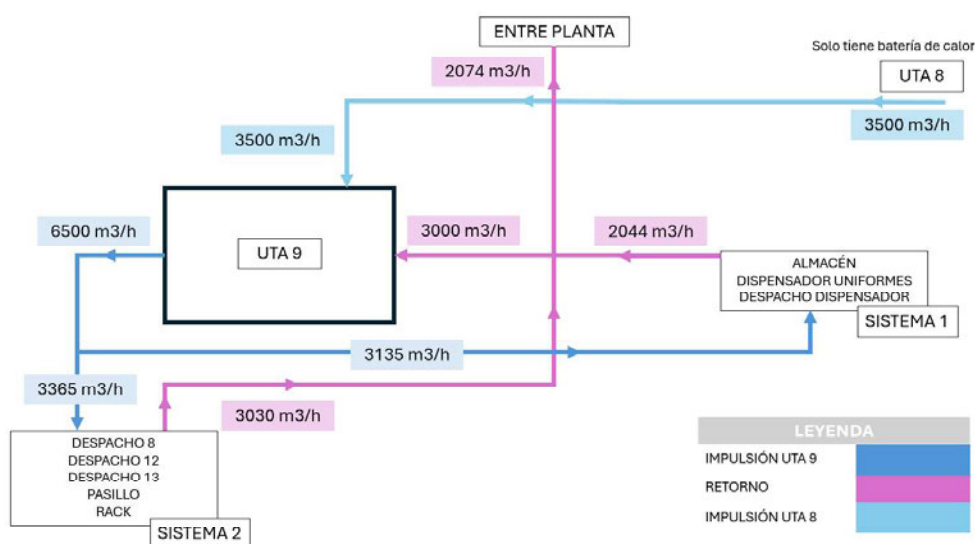 ENTRE PLANTA
Solo tiene batería de calor
2074 m3/h
UTA 8
3500 m3/h
3500 m3/h
6500 m3/h
3000 m3/h
2044 m3/h
UTA 9
ALMACÉN
DISPENSADOR UNIFORMES
DESPACHO DISPENSADOR
SISTEMA 1
3135 m3/h
3365 m3/h
3030 m3/h
DESPACHO 8
DESPACHO 12
DESPACHO 13
PASILLO
RACK
SISTEMA 2
LEYENDA
IMPULSIÓN UTA 9
RETORNO
IMPULSIÓN UTA 8